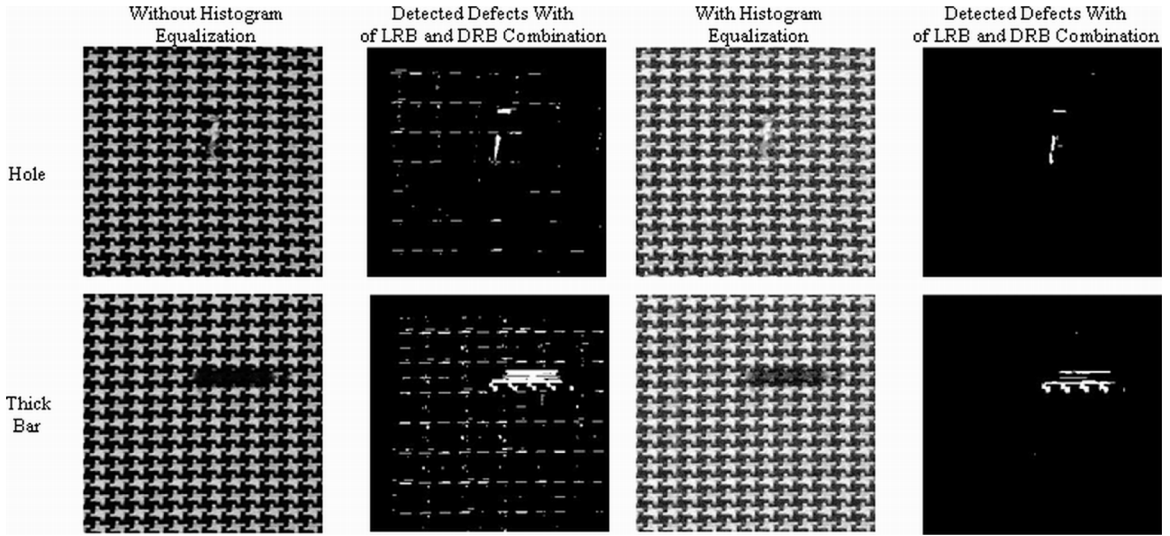 Without Histogram
Equalization
Detected Defects With
of LRB and DRB Combination
With Histogram
Equalization
Detected Defects With
of LRB and DRB Combination
Hole
Thick
Bar